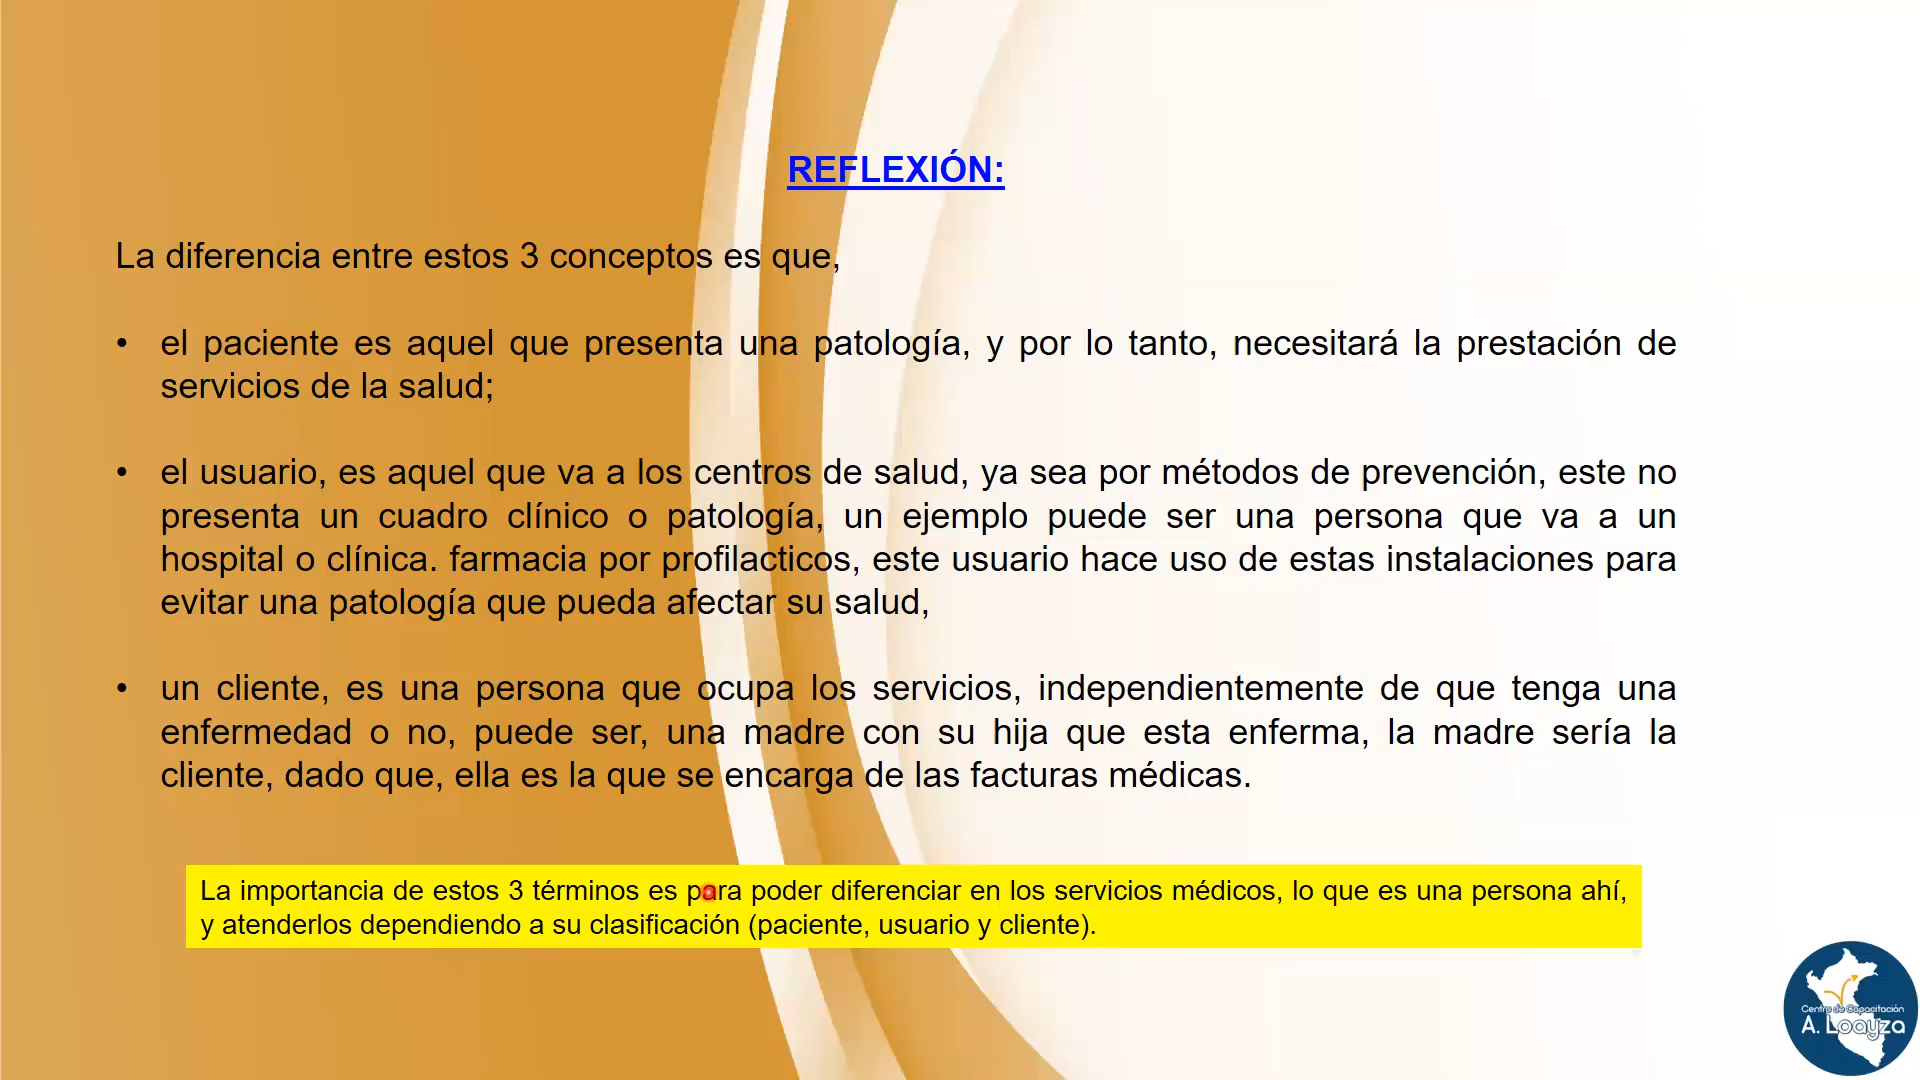 REFLEXIÓN:
La diferencia entre estos 3 conceptos es que,
• el paciente es aquel que presenta una patología, y por lo tanto, necesitará la prestación de
servicios de la salud;
• el usuario, es aquel que va a los centros de salud, ya sea por métodos de prevención, este no
presenta un cuadro clínico o patología, un ejemplo puede ser una persona que va a un
hospital o clínica. farmacia por profilacticos, este usuario hace uso de estas instalaciones para
evitar una patología que pueda afectar su salud,
• un cliente, es una persona que ocupa los servicios, independientemente de que tenga una
enfermedad o no, puede ser, una madre con su hija que esta enferma, la madre sería la
cliente, dado que, ella es la que se encarga de las facturas médicas.
La importancia de estos 3 términos es para poder diferenciar en los servicios médicos, lo que es una persona ahí,
y atenderlos dependiendo a su clasificación (paciente, usuario y cliente).
Centro de Capacitación
A. Loayza